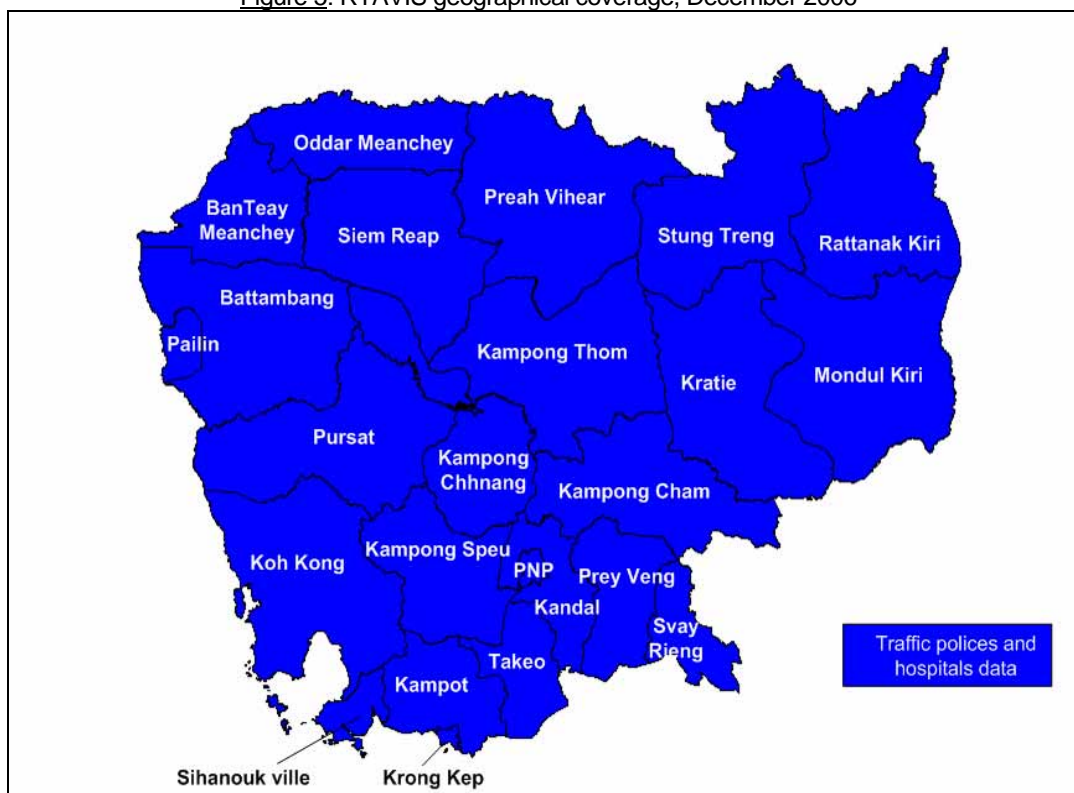 Figure RTAVIS geographical coverage, December
Oddar Meanchey
Preah Vihear
BanTeay
Meanchey
Siem Reap
Stung Treng
Rattanak Kiri
Battambang
Pailin
Kampong Thom
Kratie
Mondul Kiri
Pursat
Kampong
Chhnang
Kampong Cham
Koh Kong
Kampong Speu
PNP
Prey Veng
Kandal
Svay
Rieng
Takeo
Kampot
Traffic polices and
hospitals data
Sihanouk ville
Krong Kep